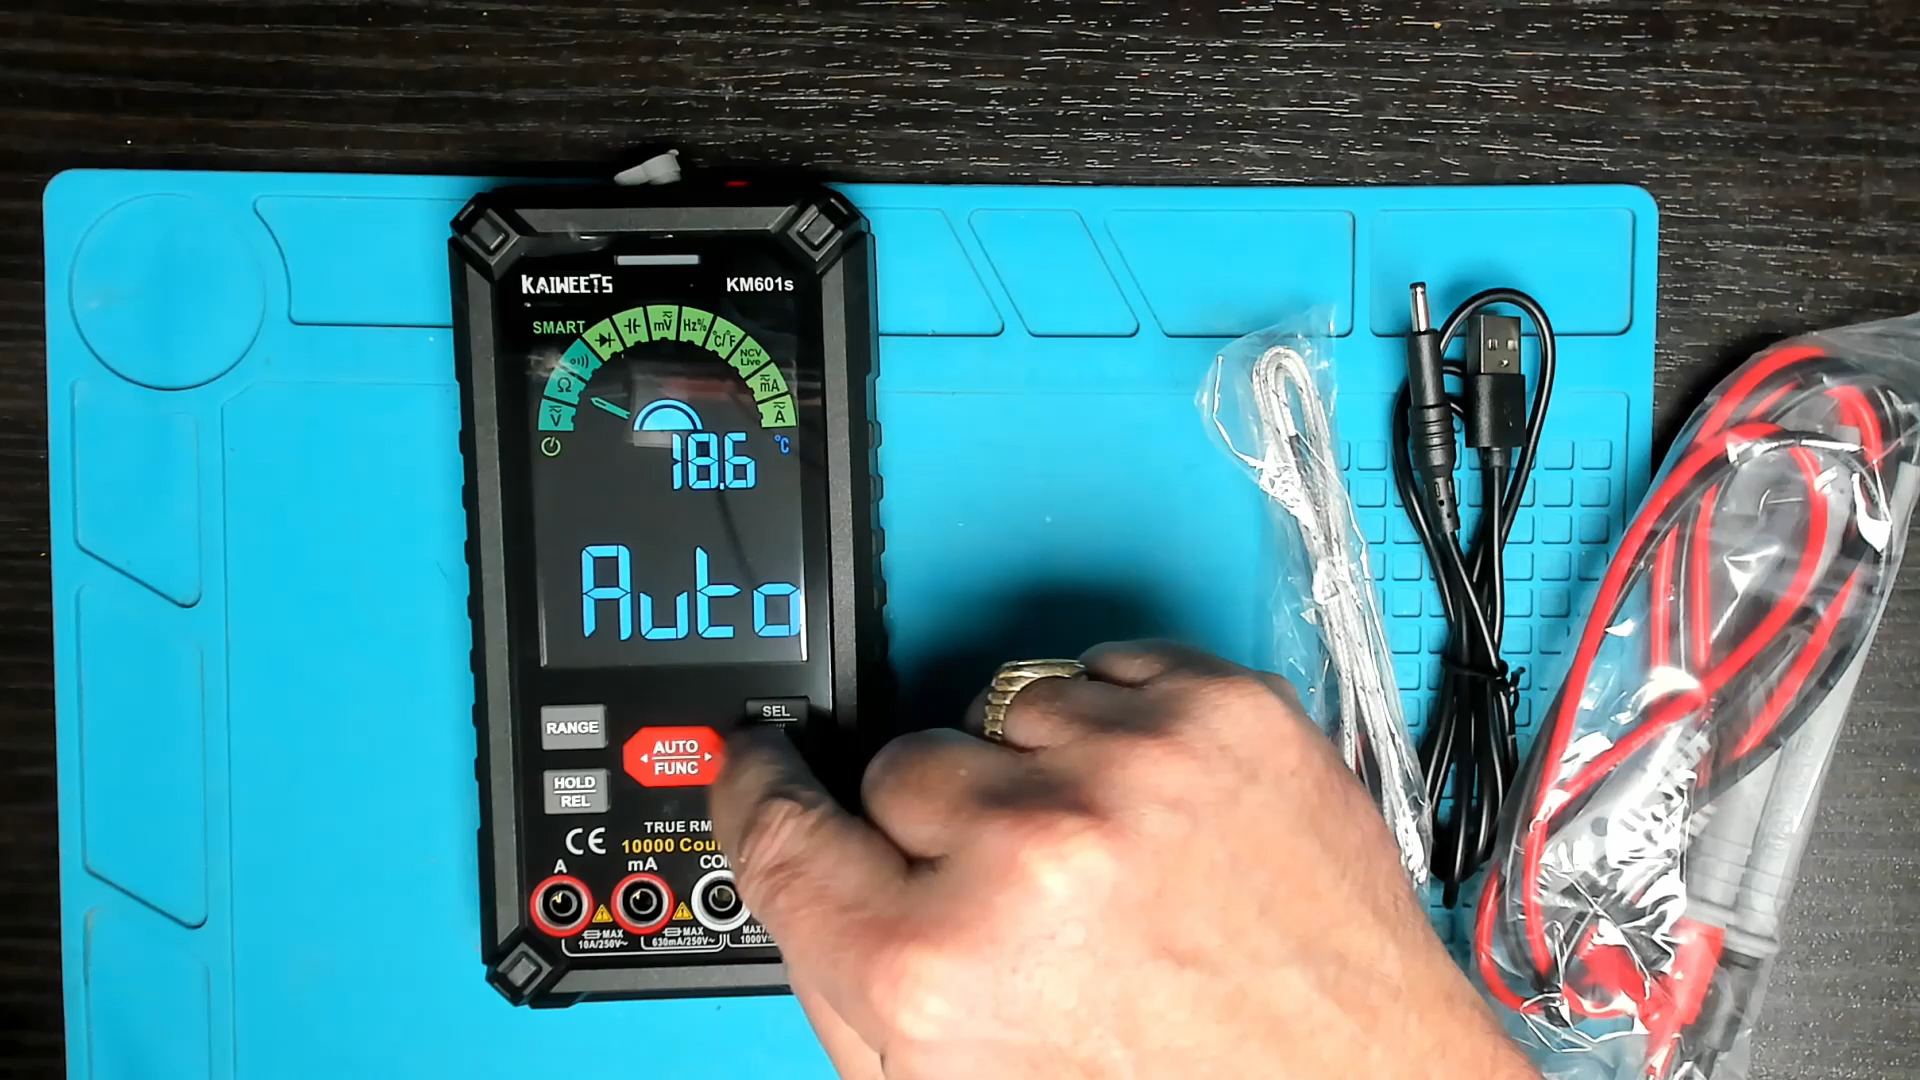 KAIWEETS KM601s
SMART
mV Hz% °C/°F
NCV
Live
Ω mA
V A
18.6 °C
Auto
RANGE
SEL
AUTO
FUNC
HOLD
REL
CE
TRUE RM
10000 Cou
A mA CO
MAX
10A/250V~
MAX
630mA/250V~
MAX
1000V